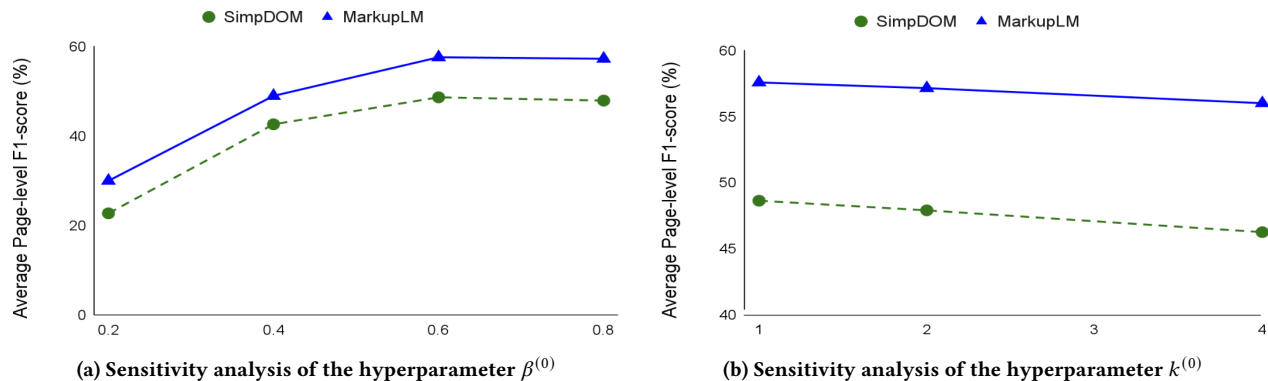 SimpDOM MarkupLM
Average Page-level F1-score (%)
60
40
20
0
0.2 0.4 0.6 0.8
(a) Sensitivity analysis of the hyperparameter β^(0)
SimpDOM MarkupLM
Average Page-level F1-score (%)
60
55
50
45
40
1 2 3 4
(b) Sensitivity analysis of the hyperparameter k^(0)